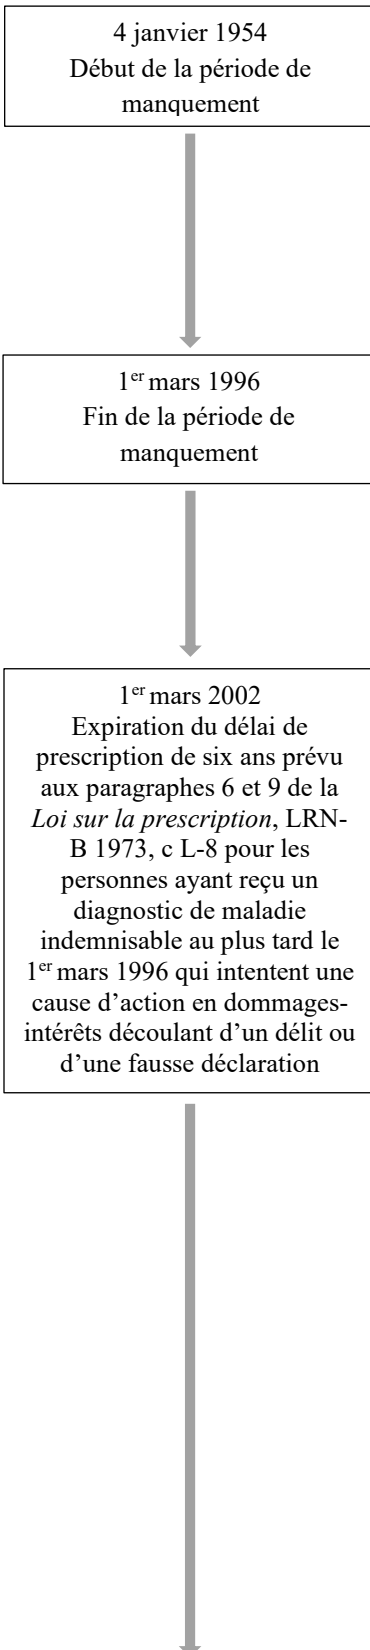 4 janvier 1954
Début de la période de
manquement
1er mars 1996
Fin de la période de
manquement
1er mars 2002
Expiration du délai de
prescription de six ans prévu
aux paragraphes 6 et 9 de la
Loi sur la prescription, LRN-
B 1973, c L-8 pour les
personnes ayant reçu un
diagnostic de maladie
indemnisable au plus tard le
1er mars 1996 qui intentent une
cause d’action en dommages-
intérêts découlant d’un délit ou
d’une fausse déclaration